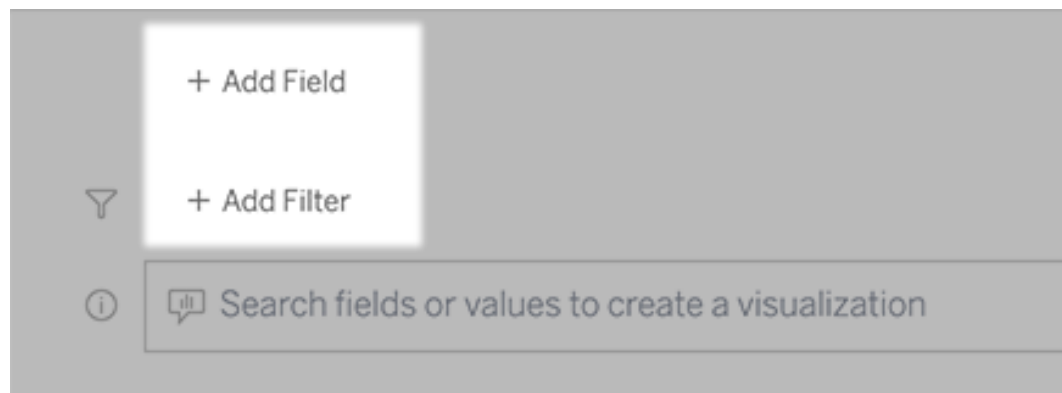 + Add Field
+ Add Filter
Search fields or values to create a visualization